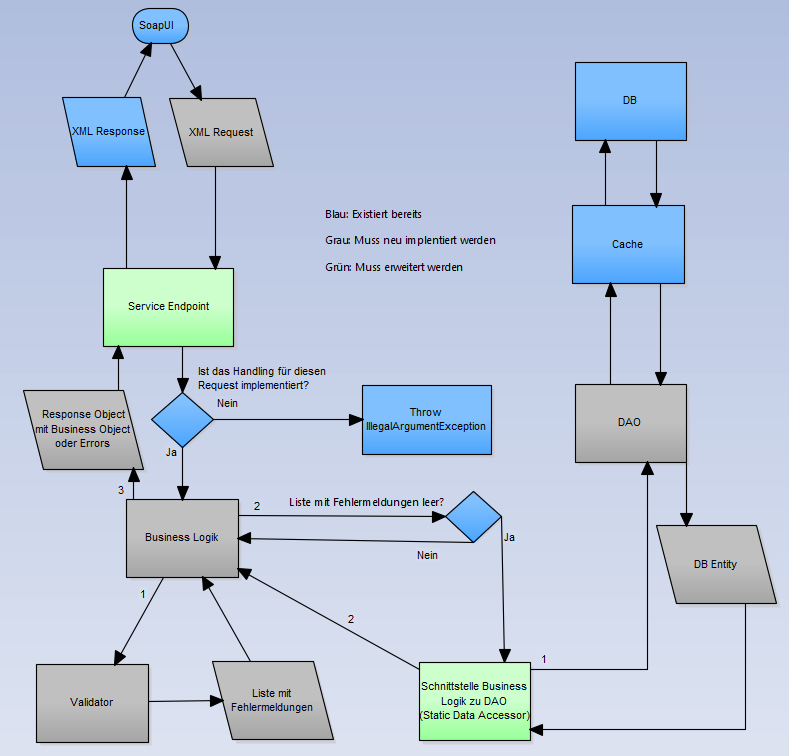 SoapUI
XML Response
XML Request
DB
Blau: Existiert bereits
Grau: Muss neu implentiert werden
Grün: Muss erweitert werden
Cache
Service Endpoint
Ist das Handling für diesen
Request implementiert?
Nein
Ja
Throw
IllegalArgumentException
Response Object
mit Business Object
oder Errors
DAO
3
Business Logik
2
Liste mit Fehlermeldungen leer?
Ja
Nein
DB Entity
1
2
1
Validator
Liste mit
Fehlermeldungen
Schnittstelle Business
Logik zu DAO
(Static Data Accessor)